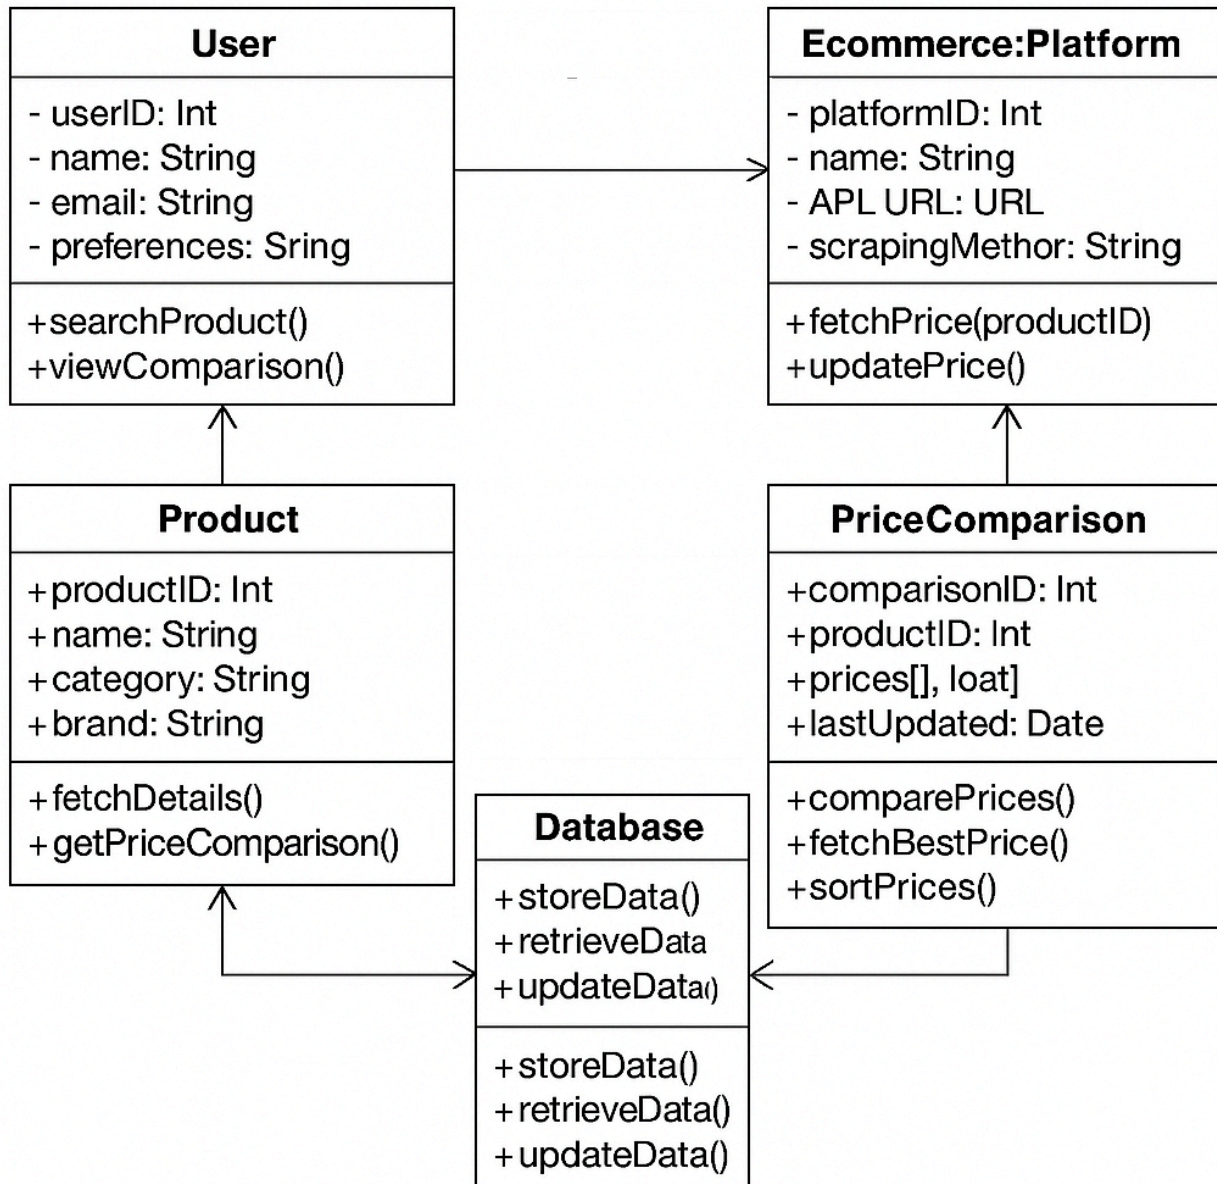 User
- userID: Int
- name: String
- email: String
- preferences: Sring
+searchProduct()
+viewComparison()
Ecommerce:Platform
- platformID: Int
- name: String
- APL URL: URL
- scrapingMethor: String
+fetchPrice(productID)
+updatePrice()
Product
+productID: Int
+name: String
+category: String
+brand: String
+fetchDetails()
+getPriceComparison()
PriceComparison
+comparisonID: Int
+productID: Int
+prices[], loat]
+lastUpdated: Date
+comparePrices()
+fetchBestPrice()
+sortPrices()
Database
+storeData()
+retrieveData
+updateData()
+storeData()
+retrieveData()
+updateData()